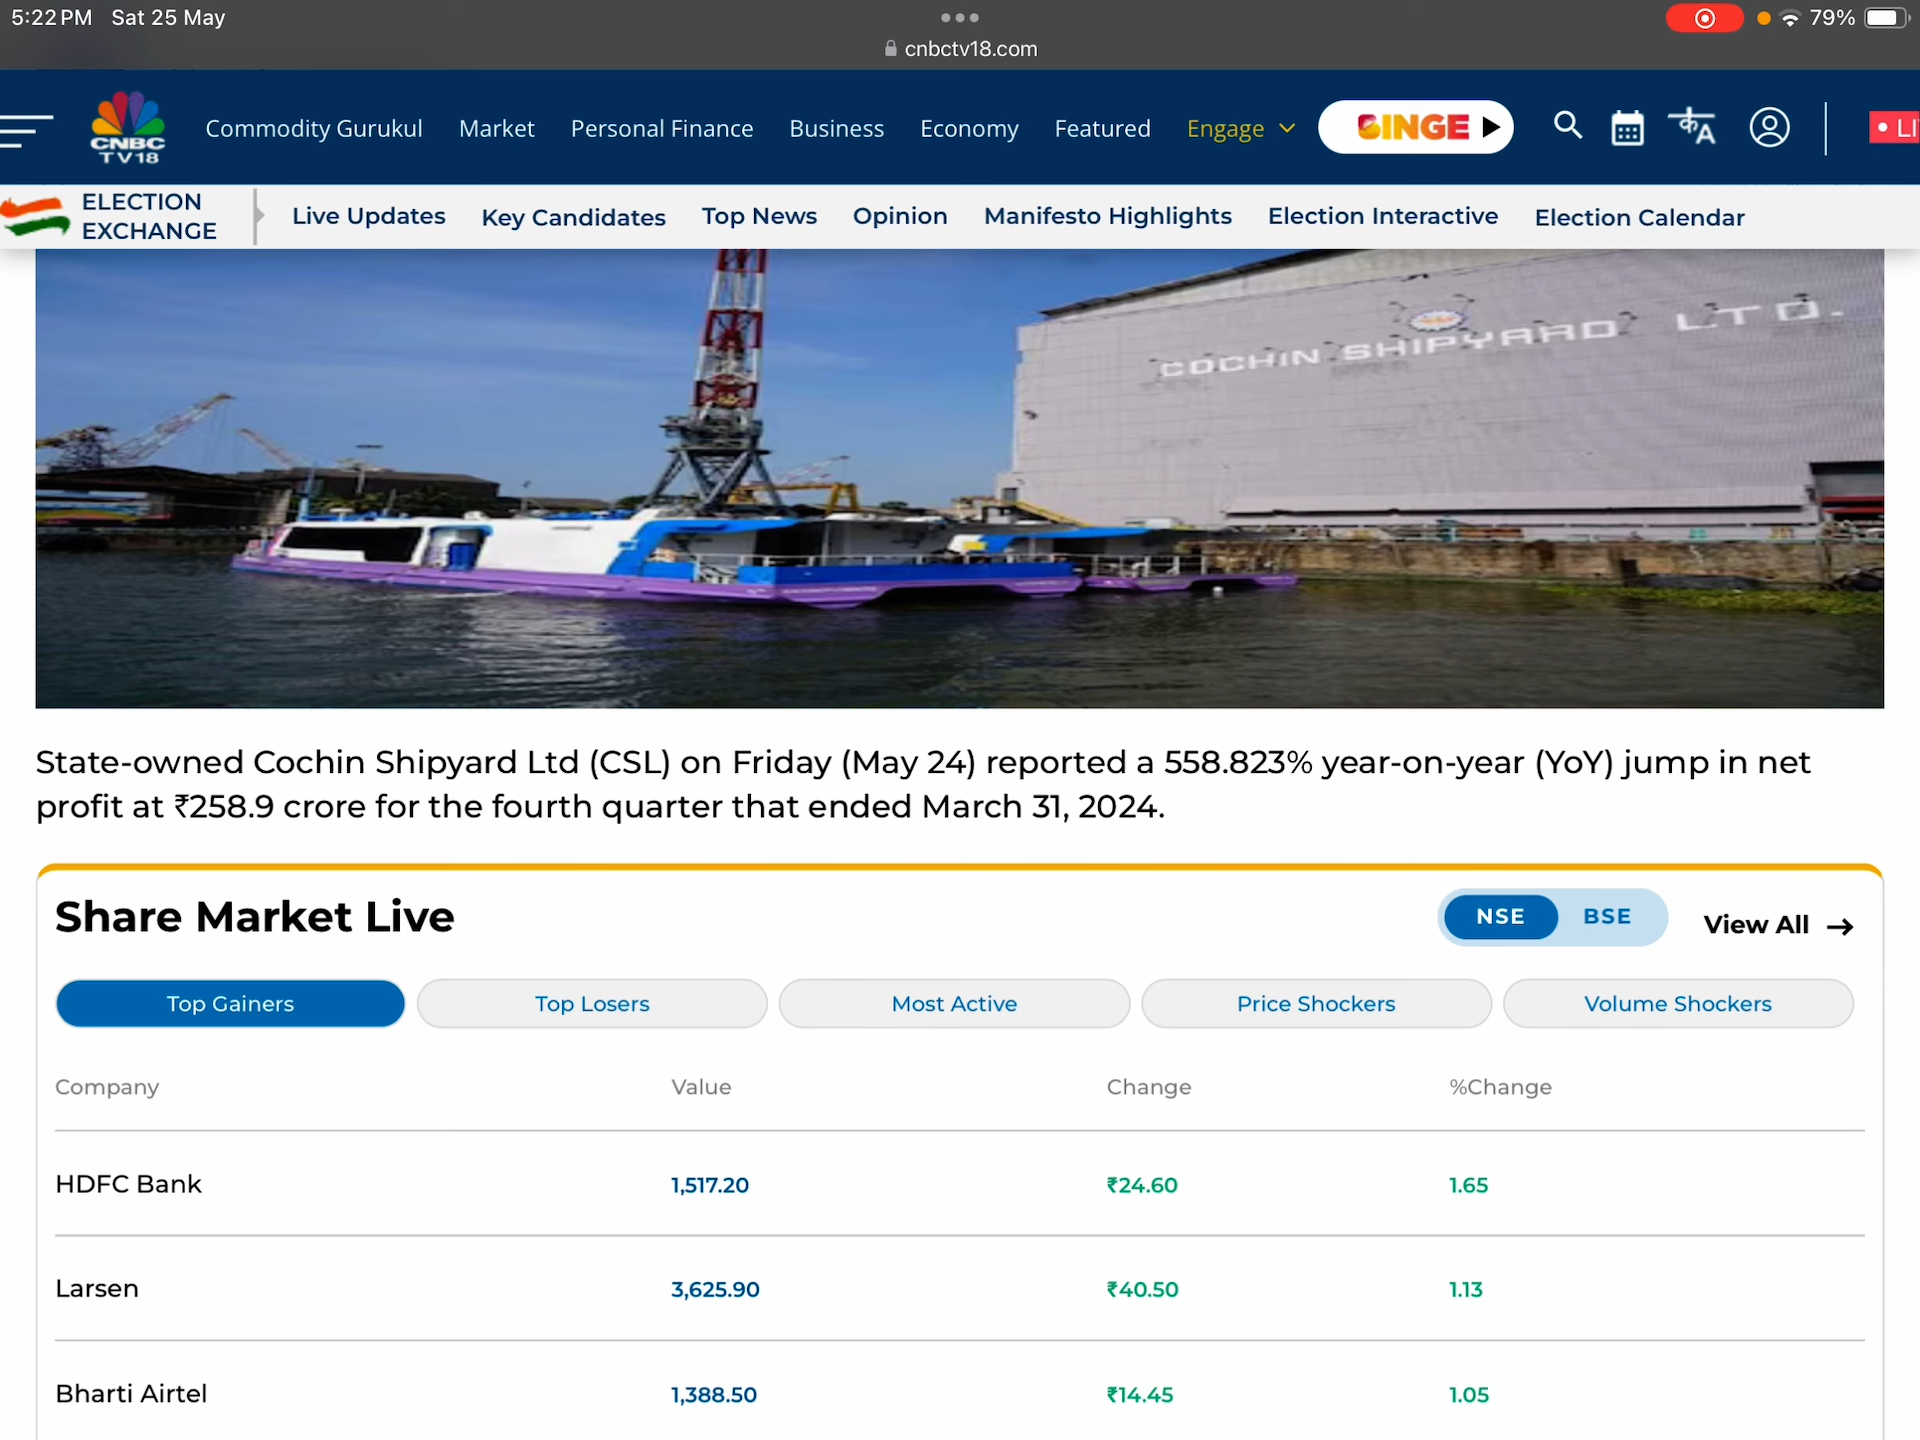 5:22 PM Sat 25 May
79%
cnbctv18.com
CNBC
TV18
Commodity Gurukul Market Personal Finance Business Economy Featured Engage BINGE क A
ELECTION
EXCHANGE
Live Updates Key Candidates Top News Opinion Manifesto Highlights Election Interactive Election Calendar
COCHIN SHIPYARD LTD.
State-owned Cochin Shipyard Ltd (CSL) on Friday (May 24) reported a 558.823% year-on-year (YoY) jump in net
profit at ₹258.9 crore for the fourth quarter that ended March 31, 2024.
Share Market Live
NSE BSE View All →
Top Gainers Top Losers Most Active Price Shockers Volume Shockers
Company Value Change %Change
HDFC Bank 1,517.20 ₹24.60 1.65
Larsen 3,625.90 ₹40.50 1.13
Bharti Airtel 1,388.50 ₹14.45 1.05